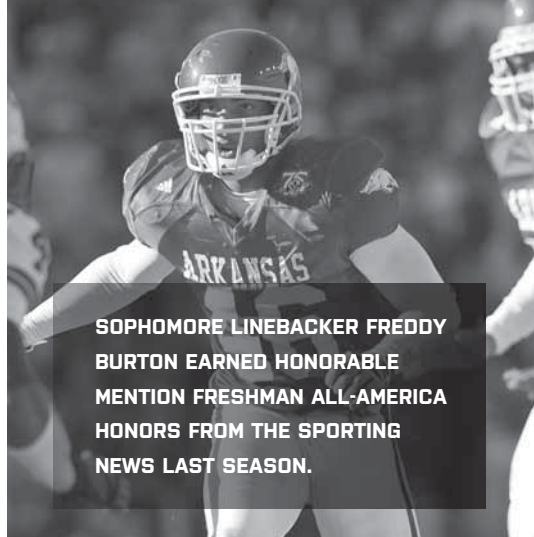 ARKANSAS
SOPHOMORE LINEBACKER FREDDY
BURTON EARNED HONORABLE
MENTION FRESHMAN ALL-AMERICA
HONORS FROM THE SPORTING
NEWS LAST SEASON.